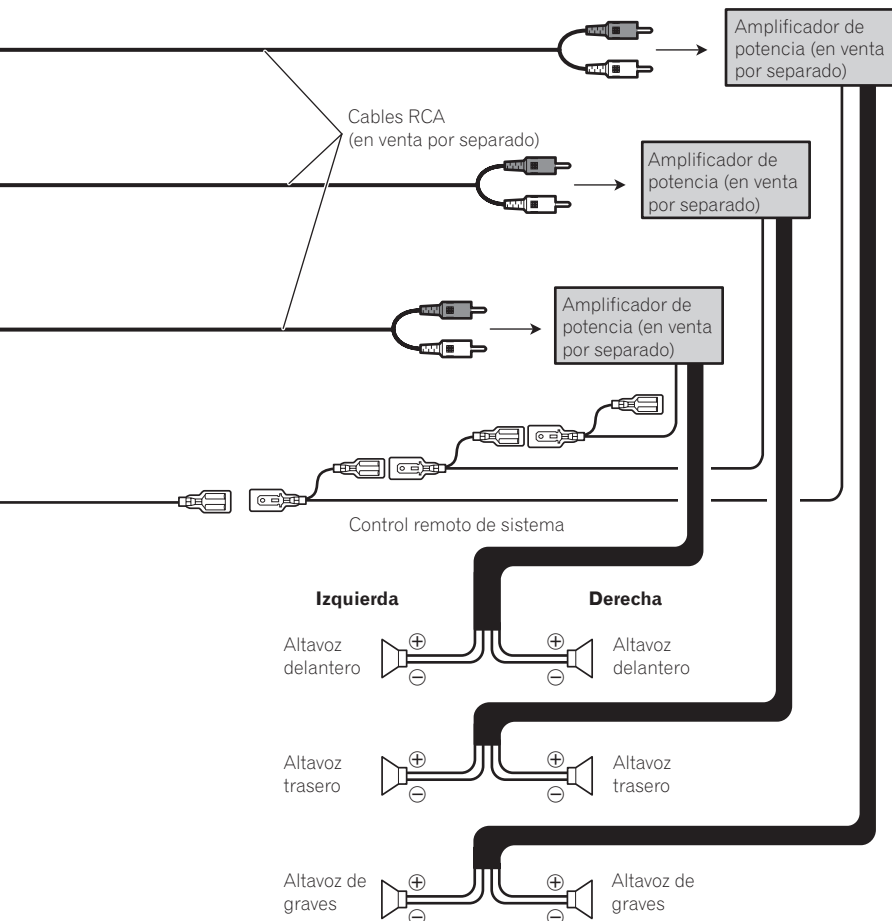 Amplificador de
potencia (en venta
por separado)
Cables RCA
(en venta por separado)
Amplificador de
potencia (en venta
por separado)
Amplificador de
potencia (en venta
por separado)
Control remoto de sistema
Izquierda
Derecha
Altavoz
delantero
+
−
+
−
Altavoz
delantero
Altavoz
trasero
+
−
+
−
Altavoz
trasero
Altavoz de
graves
+
−
+
−
Altavoz de
graves